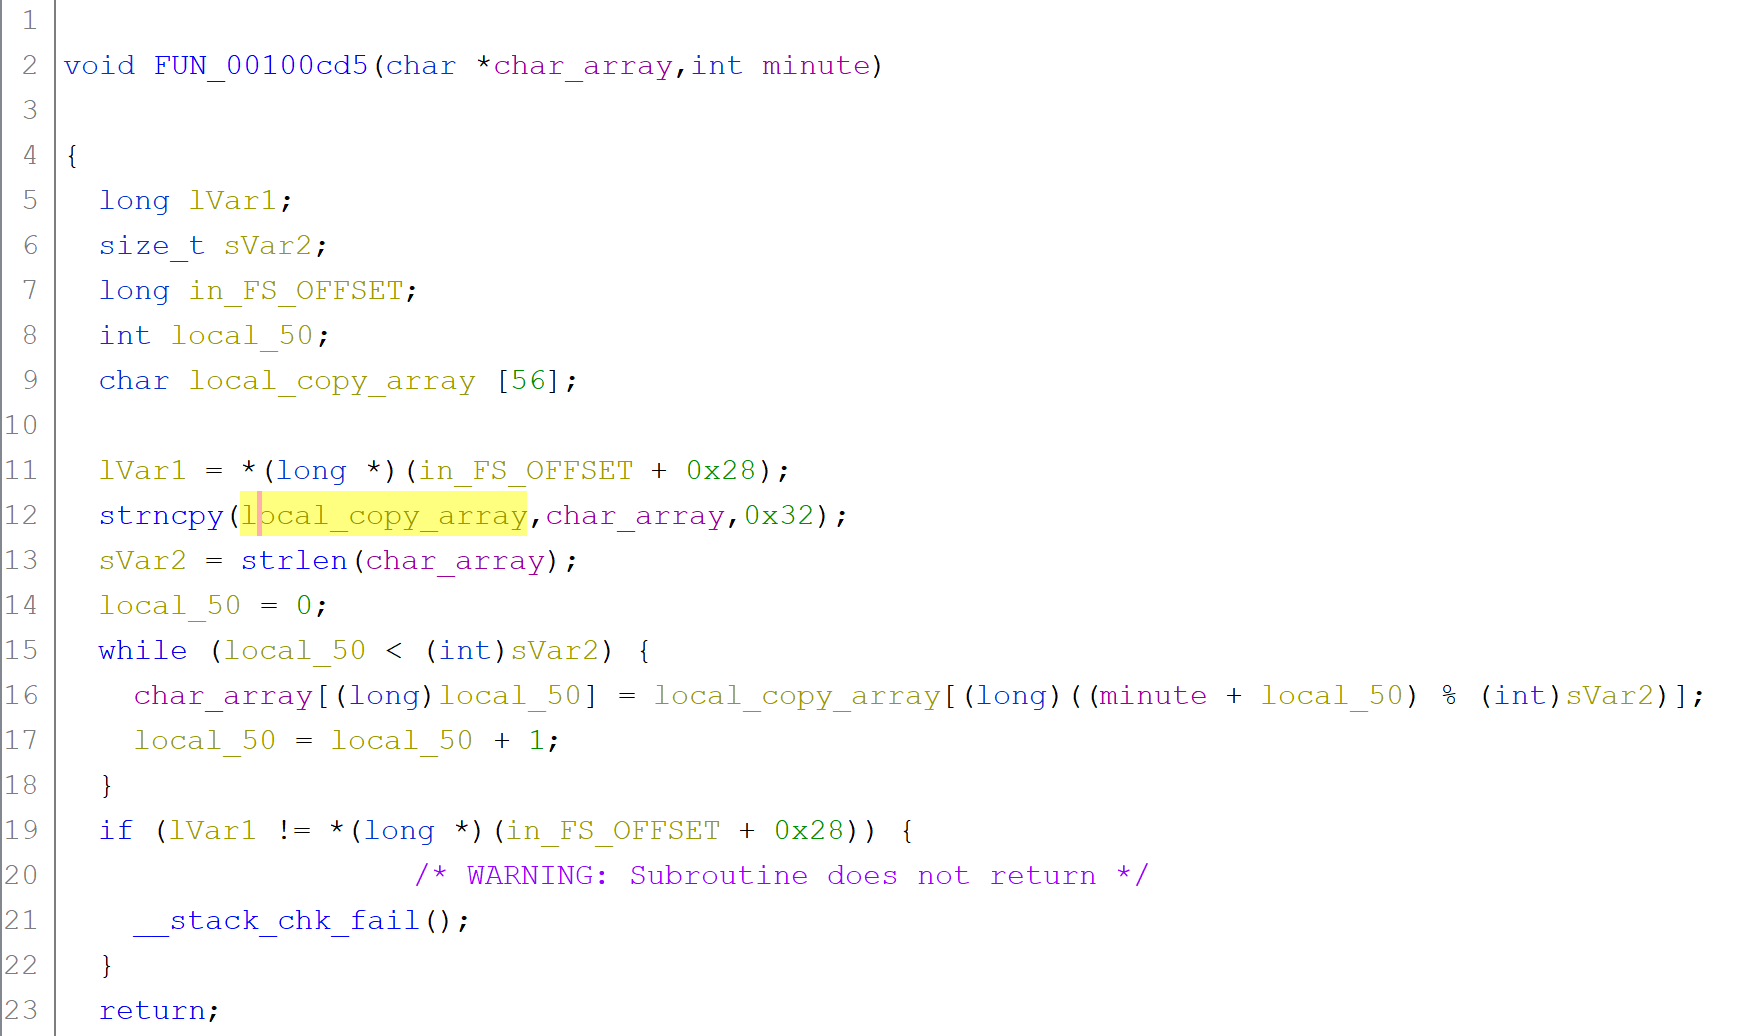 1
2 void FUN_00100cd5(char *char_array,int minute)
3
4 {
5 long lVar1;
6 size_t sVar2;
7 long in_FS_OFFSET;
8 int local_50;
9 char local_copy_array [56];
10
11 lVar1 = *(long *)(in_FS_OFFSET + 0x28);
12 strncpy(local_copy_array,char_array,0x32);
13 sVar2 = strlen(char_array);
14 local_50 = 0;
15 while (local_50 < (int)sVar2) {
16 char_array[(long)local_50] = local_copy_array[(long)((minute + local_50) % (int)sVar2)];
17 local_50 = local_50 + 1;
18 }
19 if (lVar1 != *(long *)(in_FS_OFFSET + 0x28)) {
20 /* WARNING: Subroutine does not return */
21 __stack_chk_fail();
22 }
23 return;